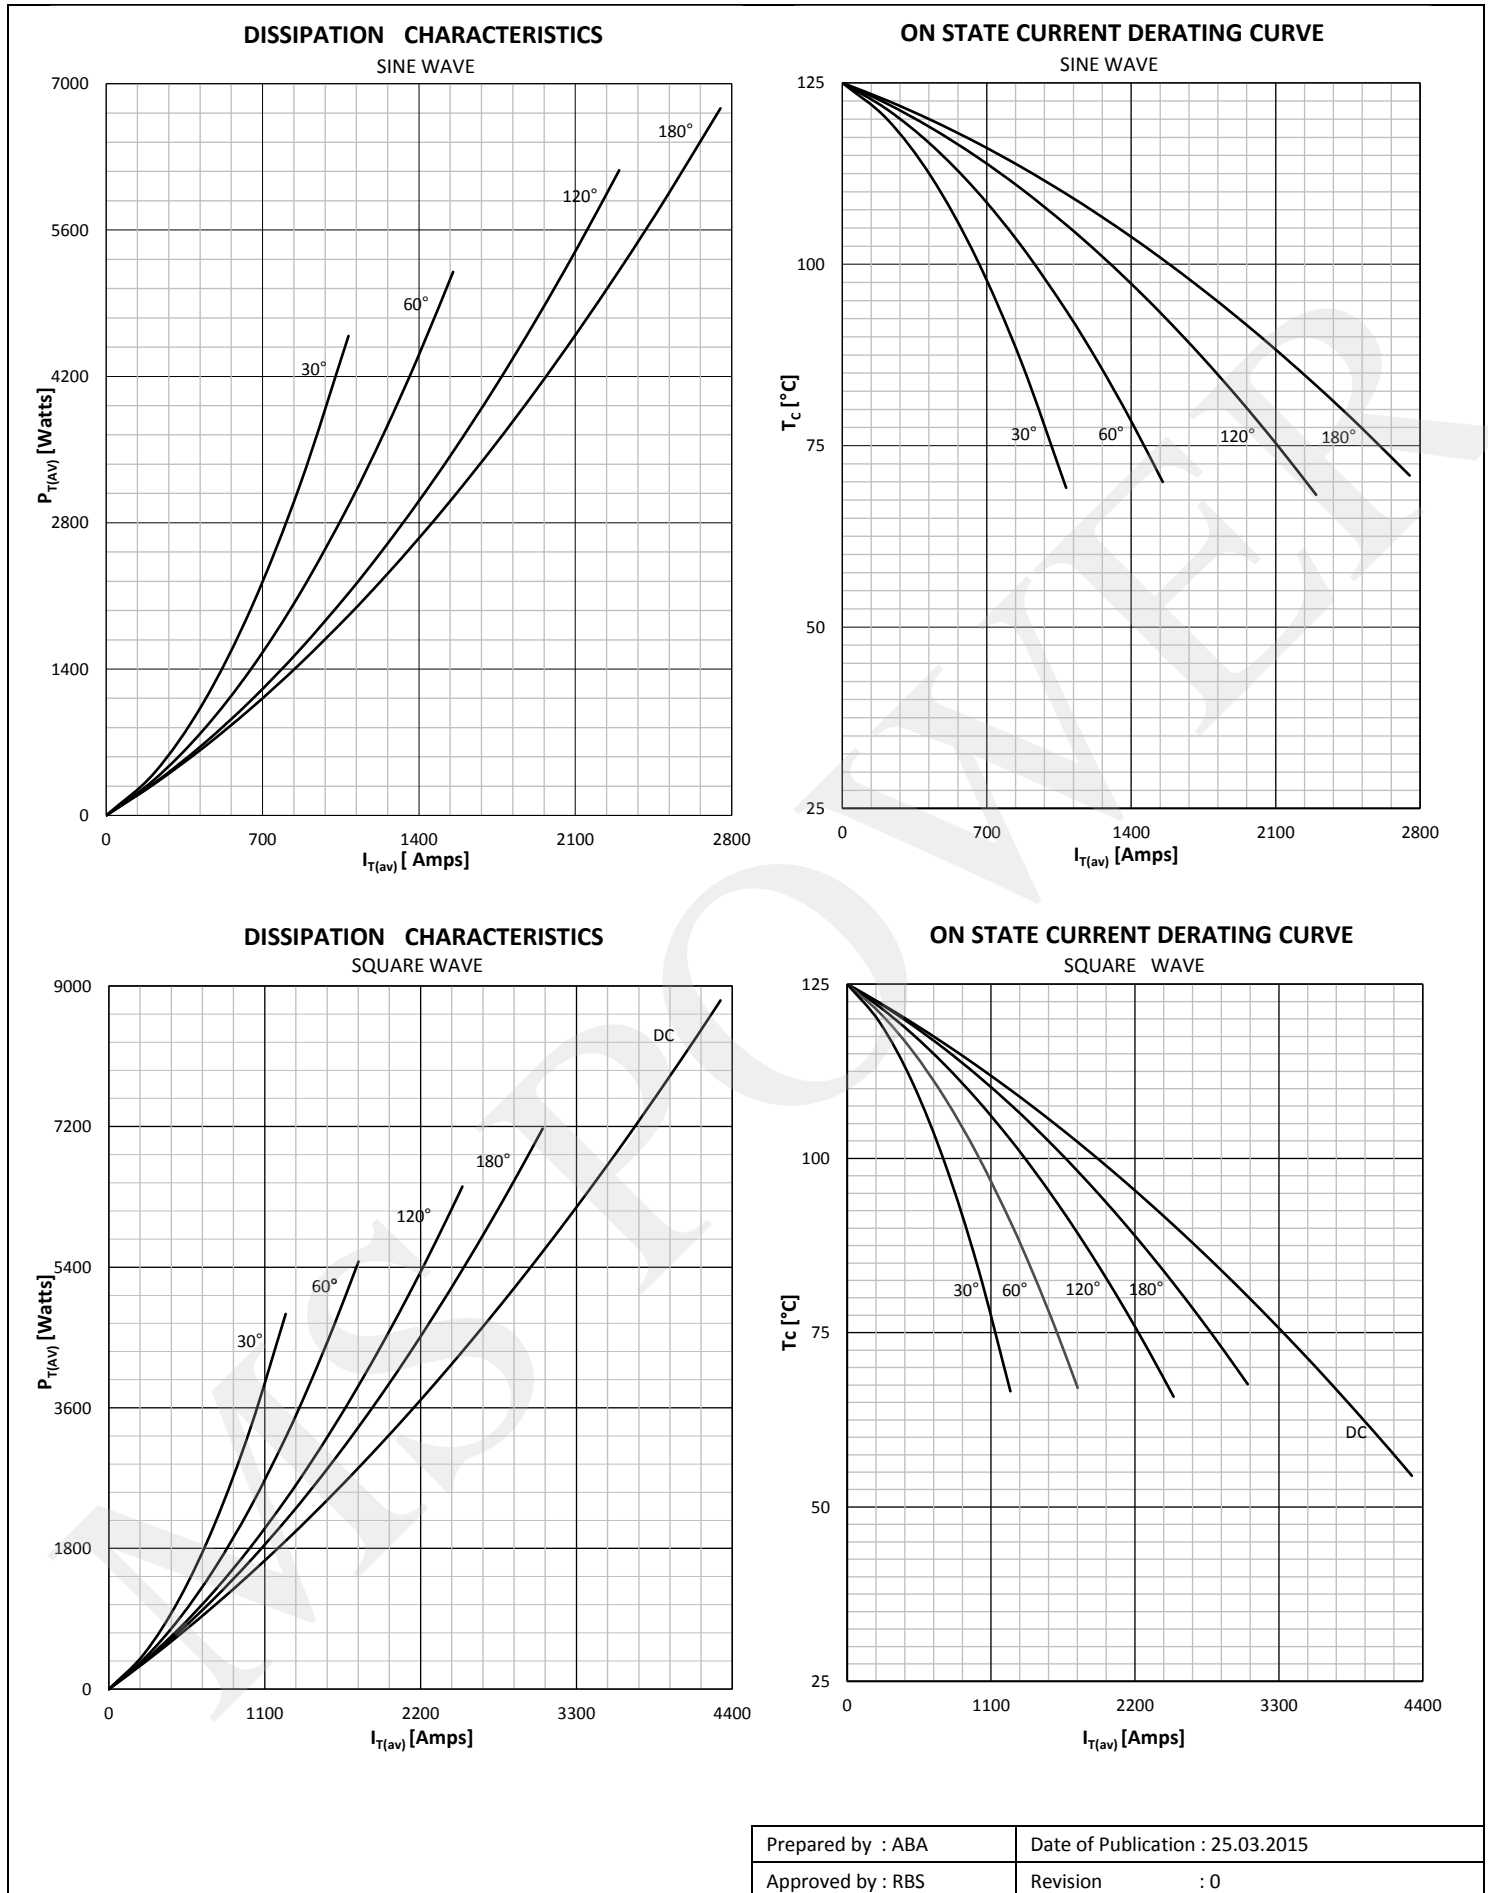 DISSIPATION CHARACTERISTICS
SINE WAVE
7000
5600
4200
2800
1400
0
0 700 1400 2100 2800
P_T(AV) [Watts]
I_T(av) [ Amps]
180°
120°
60°
30°
ON STATE CURRENT DERATING CURVE
SINE WAVE
125
100
75
50
25
0 700 1400 2100 2800
T_C [°C]
I_T(av) [Amps]
30° 60° 120° 180°
DISSIPATION CHARACTERISTICS
SQUARE WAVE
9000
7200
5400
3600
1800
0
0 1100 2200 3300 4400
P_T(AV) [Watts]
I_T(av) [Amps]
DC
180°
120°
60°
30°
ON STATE CURRENT DERATING CURVE
SQUARE WAVE
125
100
75
50
25
0 1100 2200 3300 4400
Tc [°C]
I_T(av) [Amps]
30° 60° 120° 180°
DC
MS POWER
Prepared by : ABA Date of Publication : 25.03.2015
Approved by : RBS Revision : 0